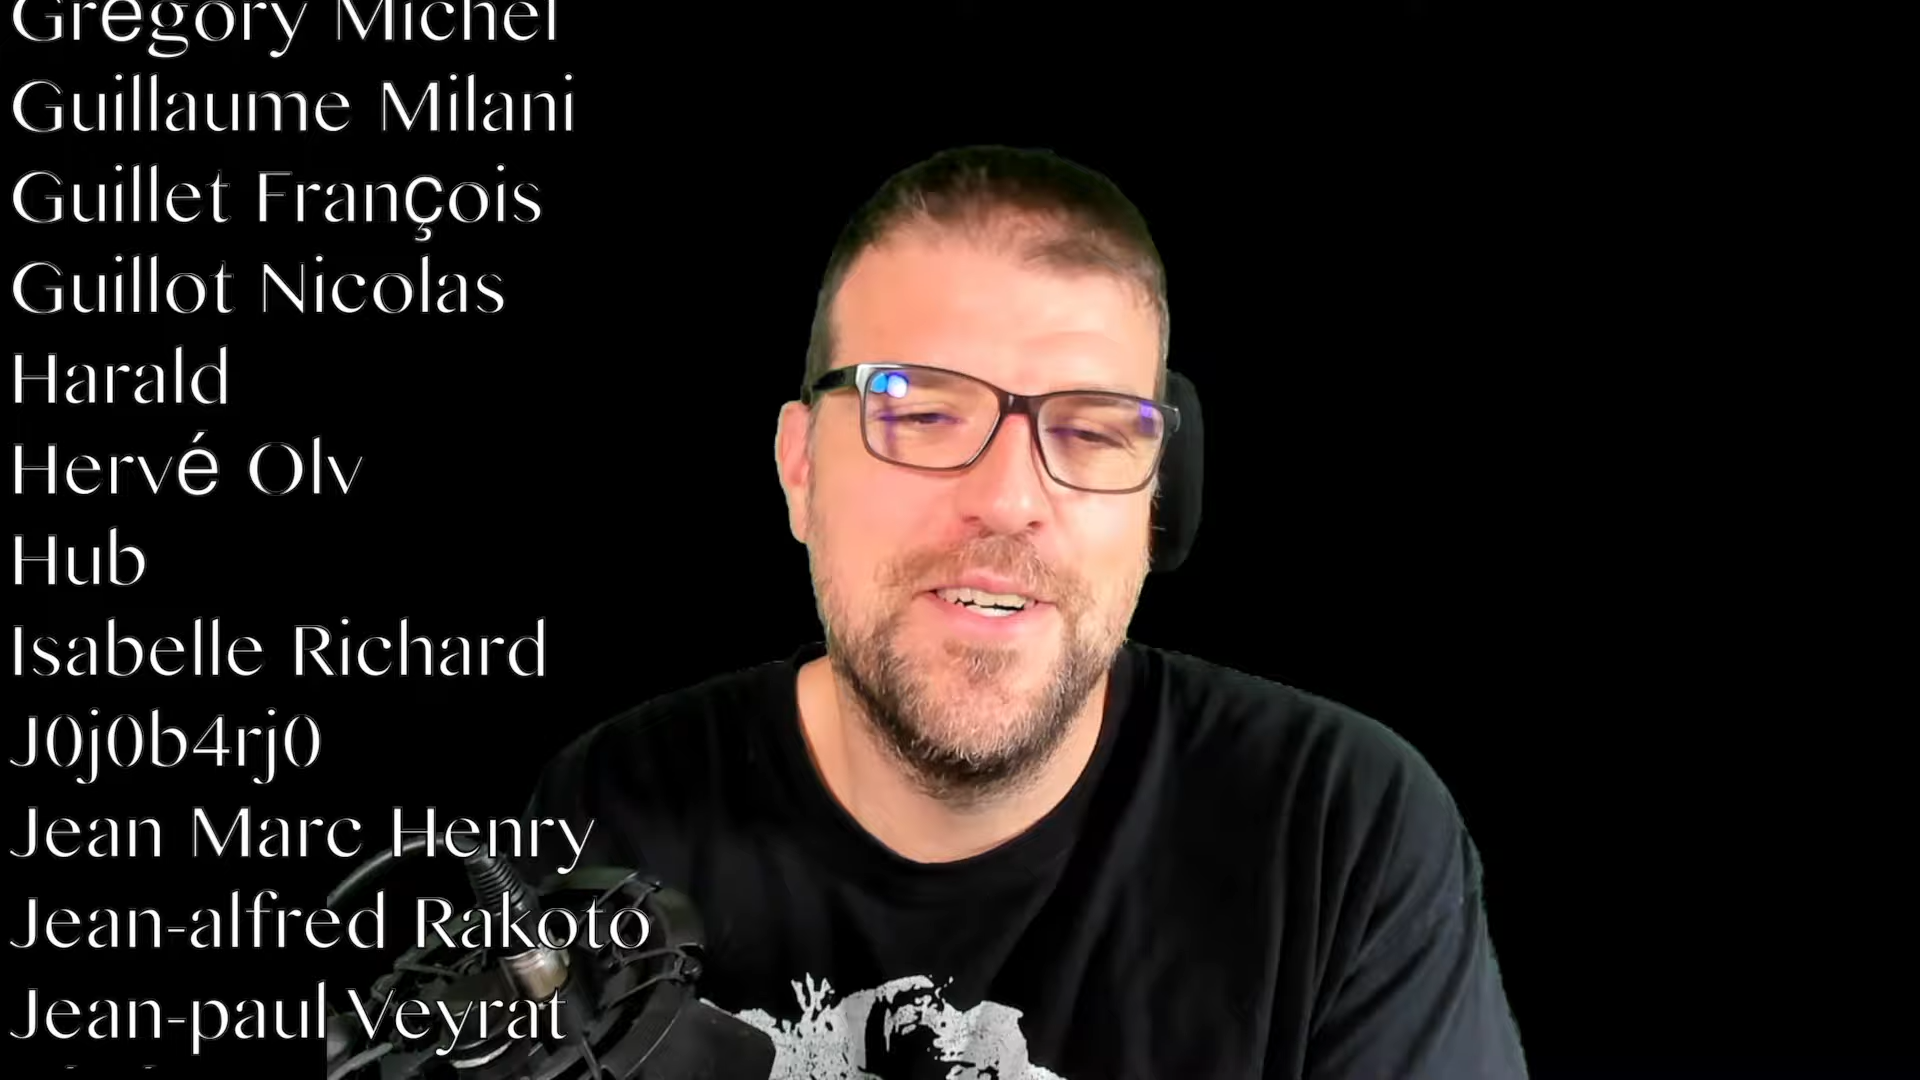 Grégory Michel
Guillaume Milani
Guillet François
Guillot Nicolas
Harald
Hervé Olv
Hub
Isabelle Richard
J0j0b4rj0
Jean Marc Henry
Jean-alfred Rakoto
Jean-paul Veyrat